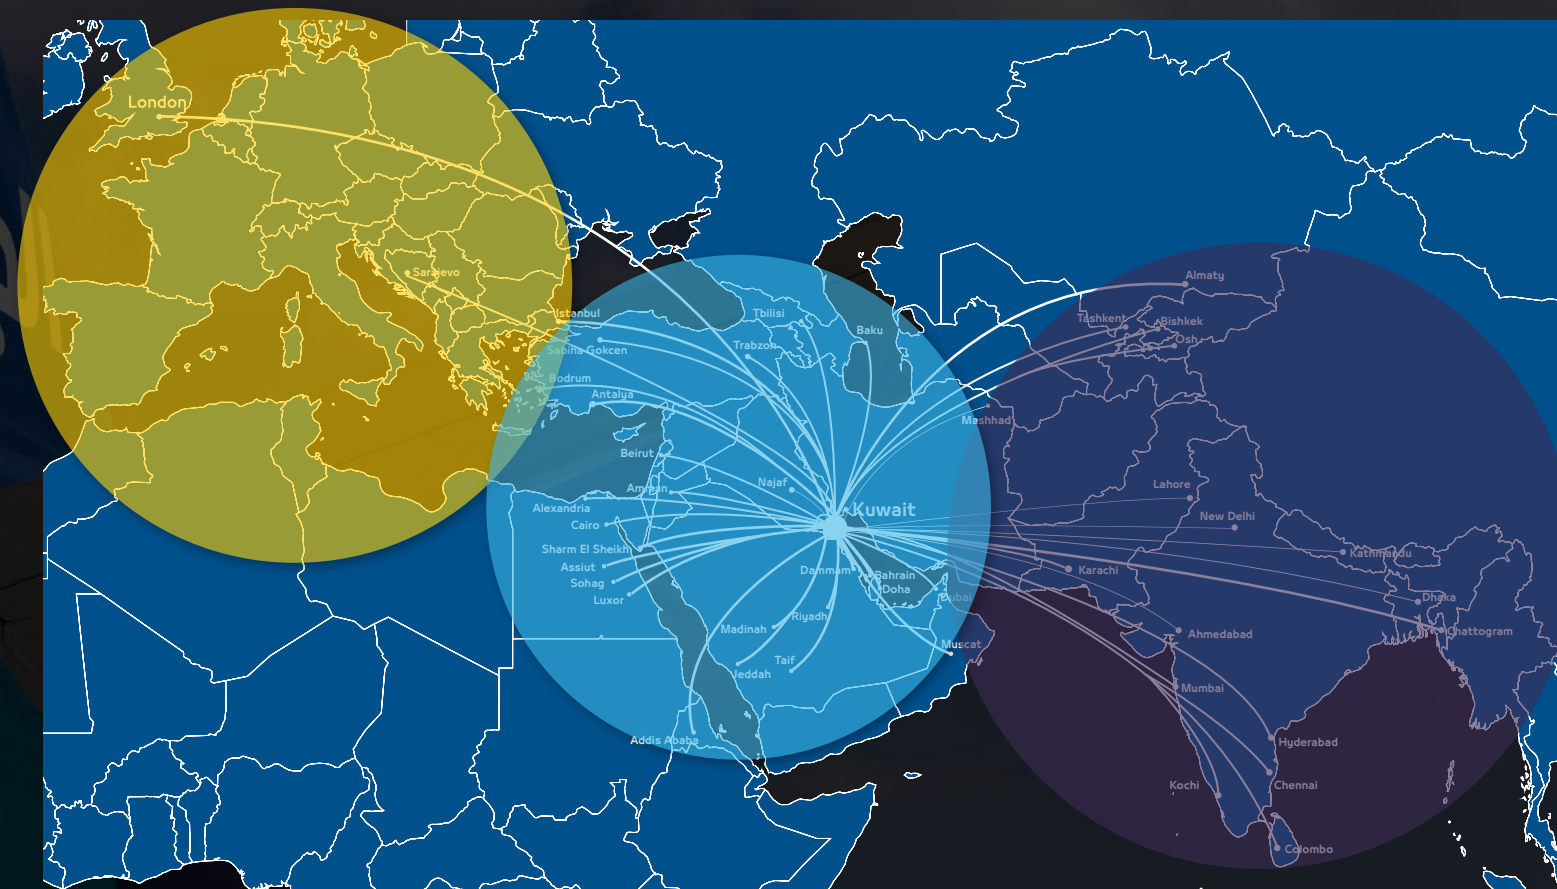 London
Sarajevo
Istanbul
Sabiha Gokcen
Bodrum
Antalya
Trabzon
Tbilisi
Baku
Beirut
Amman
Najaf
Kuwait
Alexandria
Cairo
Sharm El Sheikh
Assiut
Sohag
Luxor
Dammam
Bahrain
Doha
Dubai
Riyadh
Madinah
Muscat
Taif
Jeddah
Addis Ababa
Almaty
Tashkent
Bishkek
Osh
Mashhad
Lahore
New Delhi
Kathmandu
Karachi
Dhaka
Chattogram
Ahmedabad
Mumbai
Hyderabad
Kochi
Chennai
Colombo